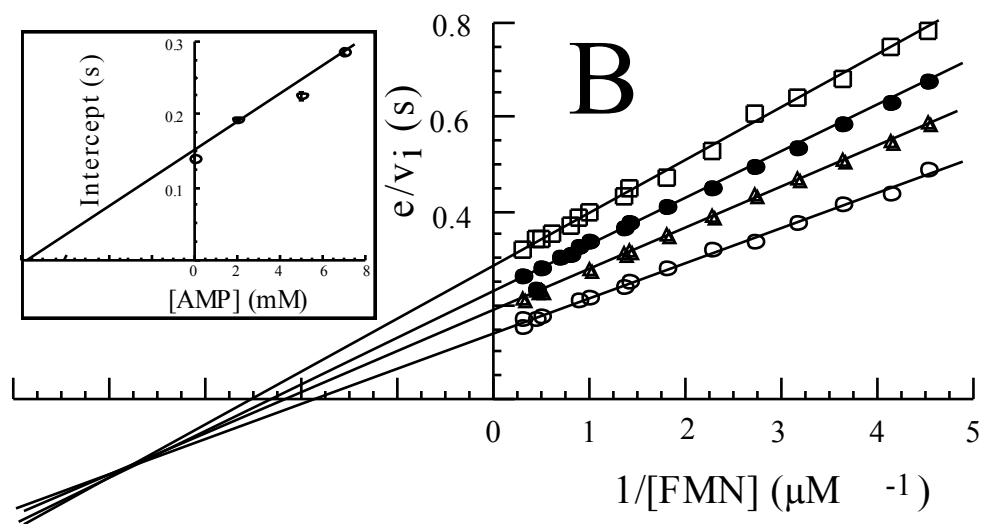 B
Intercept (s)
0.3
0.2
0.1
0 2 4 6 8
[AMP] (mM)
e/vi (s)
0.8
0.6
0.4
0 1 2 3 4 5
1/[FMN] (μM -1)